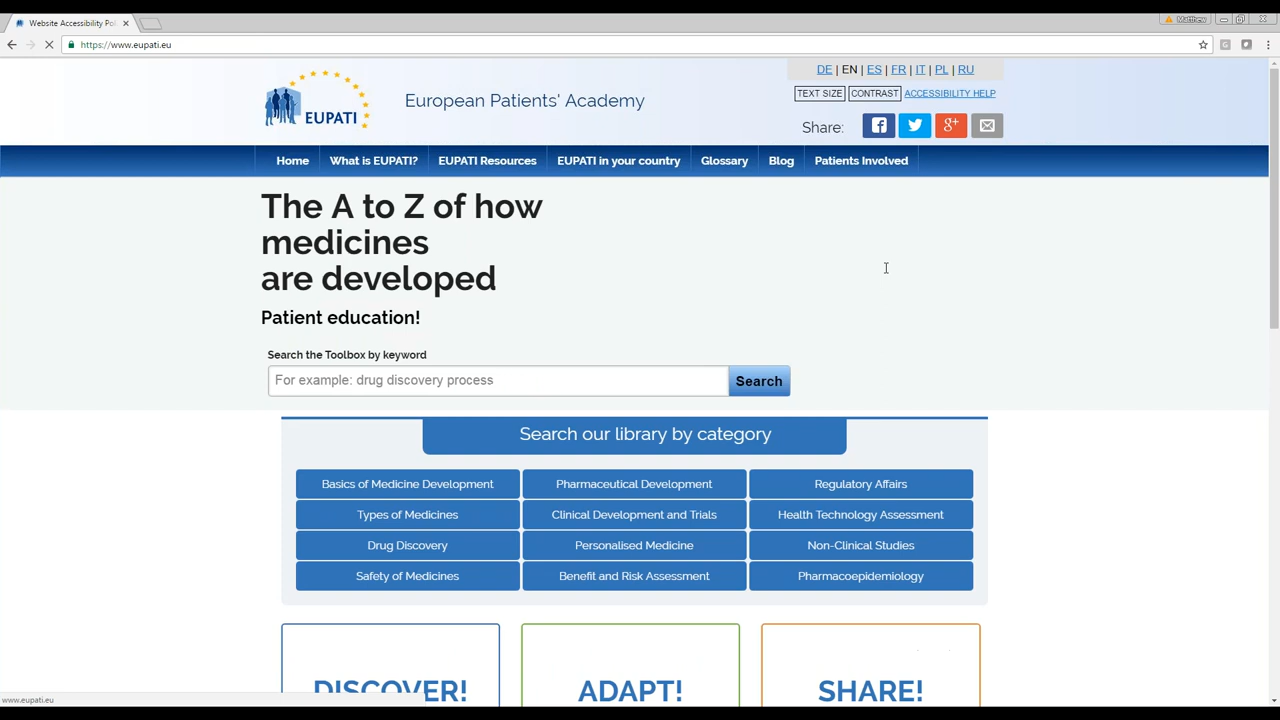 Website Accessibility Pol
Matthew
https://www.eupati.eu
DE | EN | ES | FR | IT | PL | RU
EUPATI
European Patients' Academy
TEXT SIZE CONTRAST ACCESSIBILITY HELP
Share:
Home What is EUPATI? EUPATI Resources EUPATI in your country Glossary Blog Patients Involved
The A to Z of how
medicines
are developed
Patient education!
Search the Toolbox by keyword
For example: drug discovery process Search
Search our library by category
Basics of Medicine Development Pharmaceutical Development Regulatory Affairs
Types of Medicines Clinical Development and Trials Health Technology Assessment
Drug Discovery Personalised Medicine Non-Clinical Studies
Safety of Medicines Benefit and Risk Assessment Pharmacoepidemiology
DISCOVER! ADAPT! SHARE!
www.eupati.eu